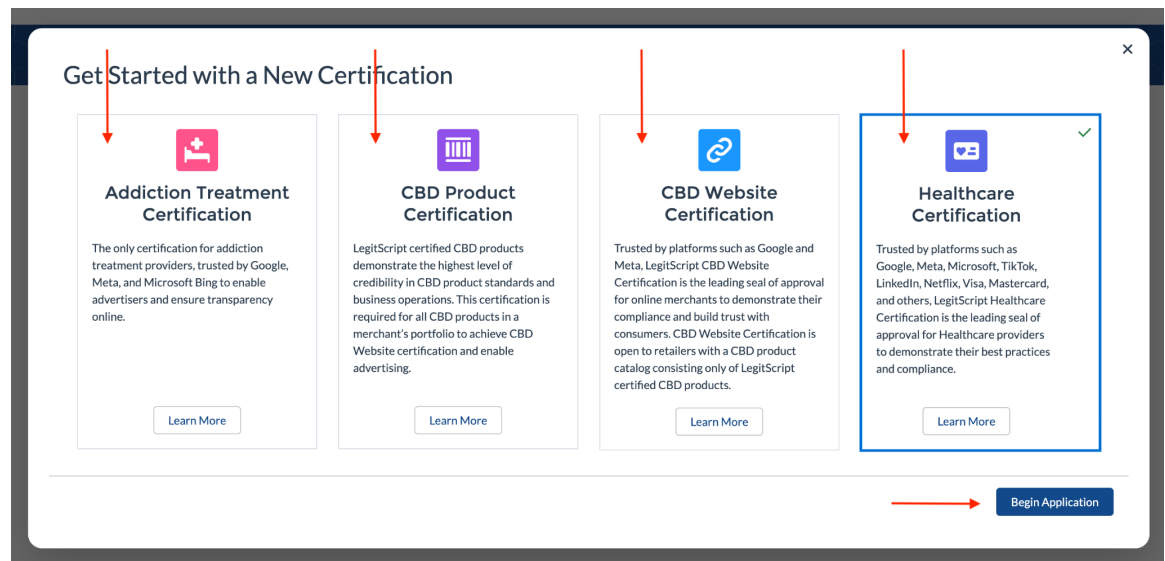 Get Started with a New Certification
Addiction Treatment
Certification
The only certification for addiction
treatment providers, trusted by Google,
Meta, and Microsoft Bing to enable
advertisers and ensure transparency
online.
Learn More
CBD Product
Certification
LegitScript certified CBD products
demonstrate the highest level of
credibility in CBD product standards and
business operations. This certification is
required for all CBD products in a
merchant's portfolio to achieve CBD
Website certification and enable
advertising.
Learn More
CBD Website
Certification
Trusted by platforms such as Google and
Meta, LegitScript CBD Website
Certification is the leading seal of approval
for online merchants to demonstrate their
compliance and build trust with
consumers. CBD Website Certification is
open to retailers with a CBD product
catalog consisting only of LegitScript
certified CBD products.
Learn More
Healthcare
Certification
Trusted by platforms such as
Google, Meta, Microsoft, TikTok,
LinkedIn, Netflix, Visa, Mastercard,
and others, LegitScript Healthcare
Certification is the leading seal of
approval for Healthcare providers
to demonstrate their best practices
and compliance.
Learn More
Begin Application